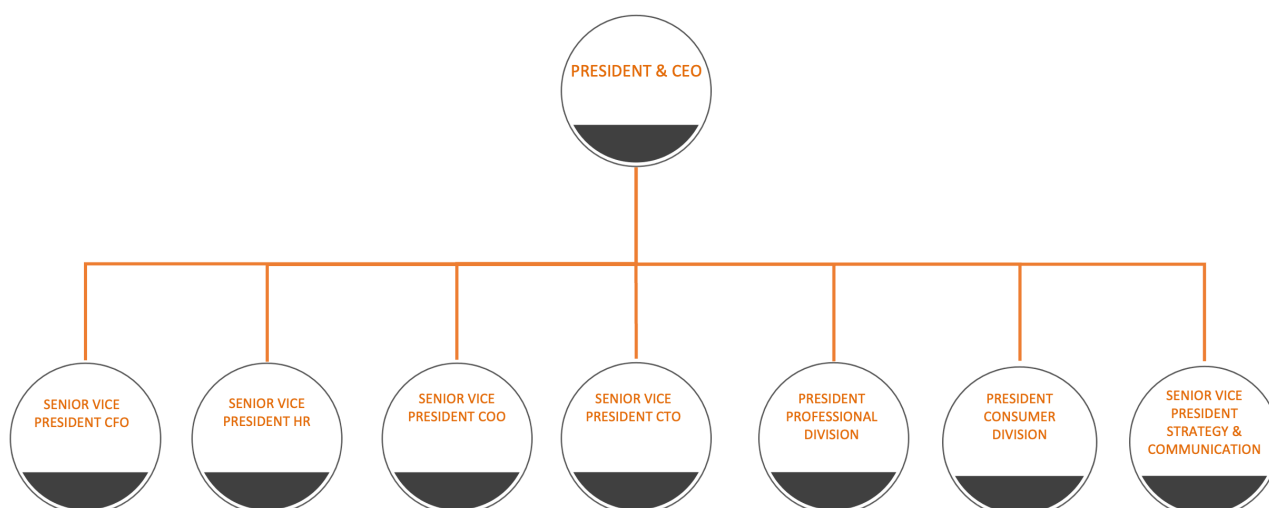 PRESIDENT & CEO
SENIOR VICE
PRESIDENT CFO
SENIOR VICE
PRESIDENT HR
SENIOR VICE
PRESIDENT COO
SENIOR VICE
PRESIDENT CTO
PRESIDENT
PROFESSIONAL
DIVISION
PRESIDENT
CONSUMER
DIVISION
SENIOR VICE
PRESIDENT
STRATEGY &
COMMUNICATION